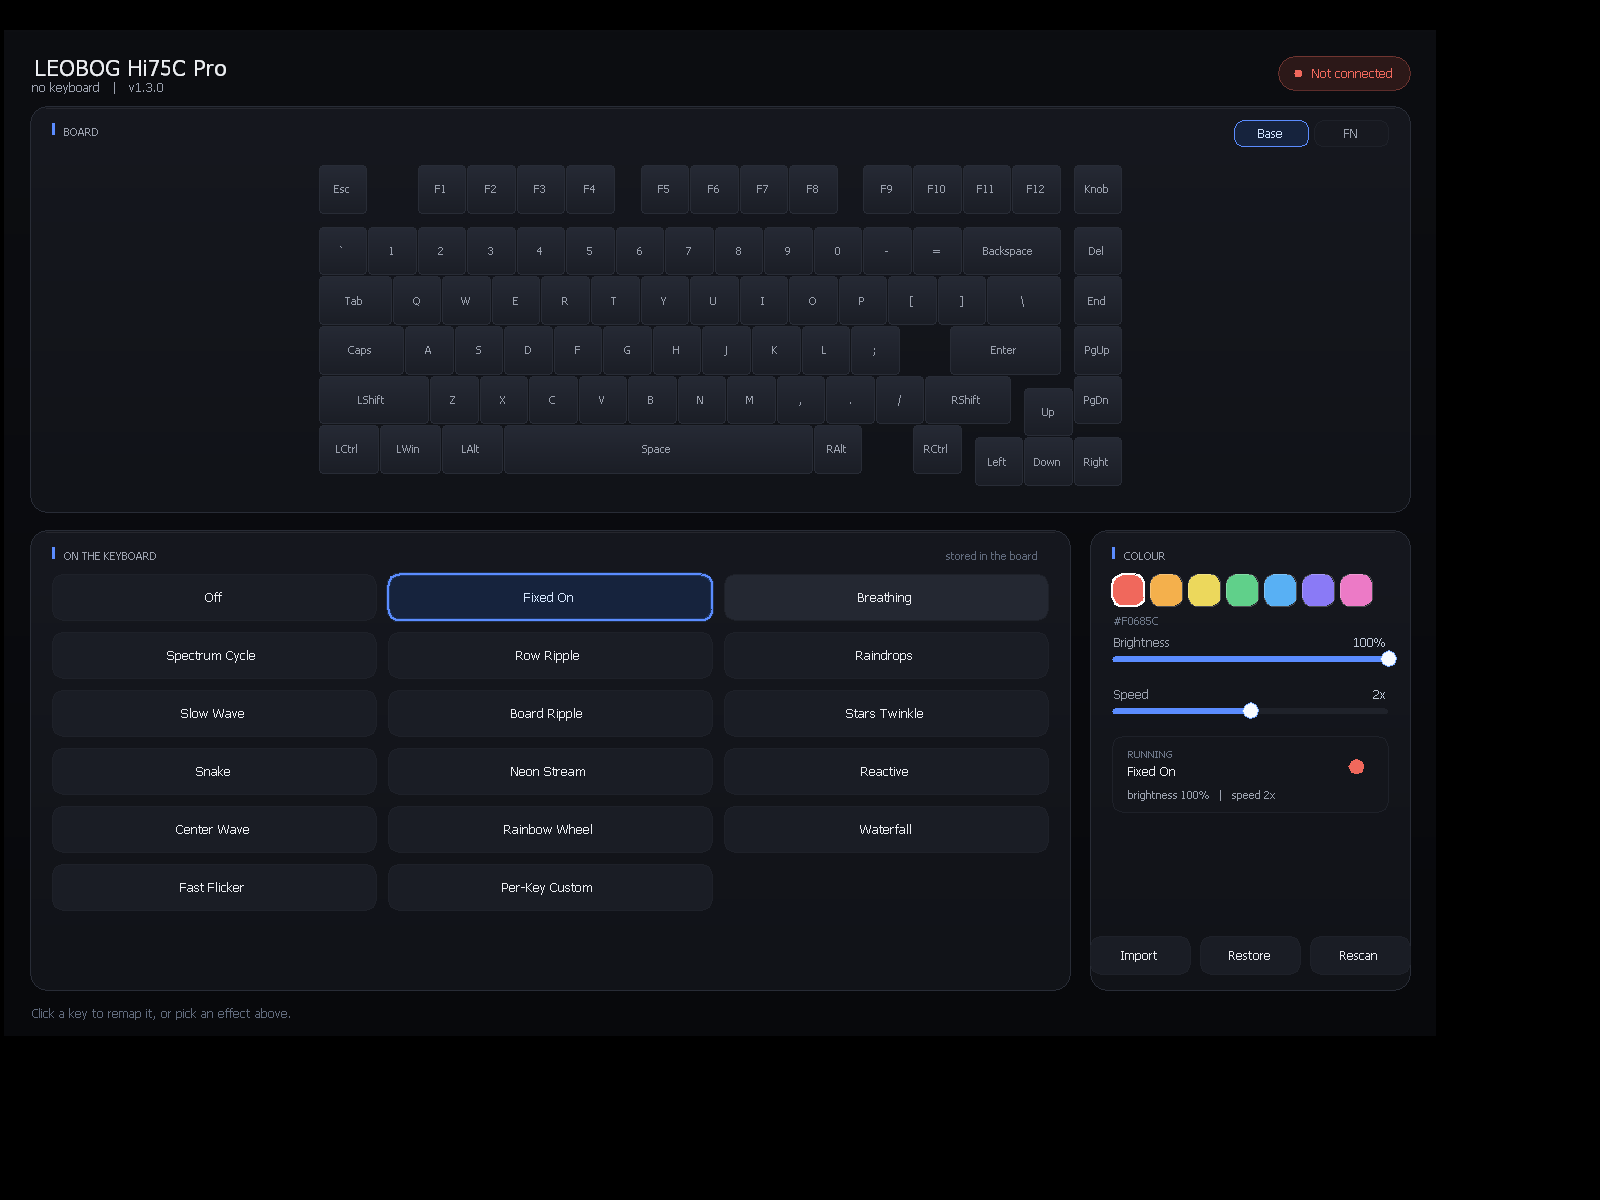 LEOBOG Hi75C Pro
no keyboard | v1.3.0
Not connected
BOARD
Base FN
Esc F1 F2 F3 F4 F5 F6 F7 F8 F9 F10 F11 F12 Knob
` 1 2 3 4 5 6 7 8 9 0 - = Backspace Del
Tab Q W E R T Y U I O P [ ] \ End
Caps A S D F G H J K L ; Enter PgUp
LShift Z X C V B N M , . / RShift Up PgDn
LCtrl LWin LAlt Space RAlt RCtrl Left Down Right
ON THE KEYBOARD stored in the board
Off Fixed On Breathing
Spectrum Cycle Row Ripple Raindrops
Slow Wave Board Ripple Stars Twinkle
Snake Neon Stream Reactive
Center Wave Rainbow Wheel Waterfall
Fast Flicker Per-Key Custom
COLOUR
#F0685C
Brightness 100%
Speed 2x
RUNNING
Fixed On
brightness 100% | speed 2x
Import Restore Rescan
Click a key to remap it, or pick an effect above.